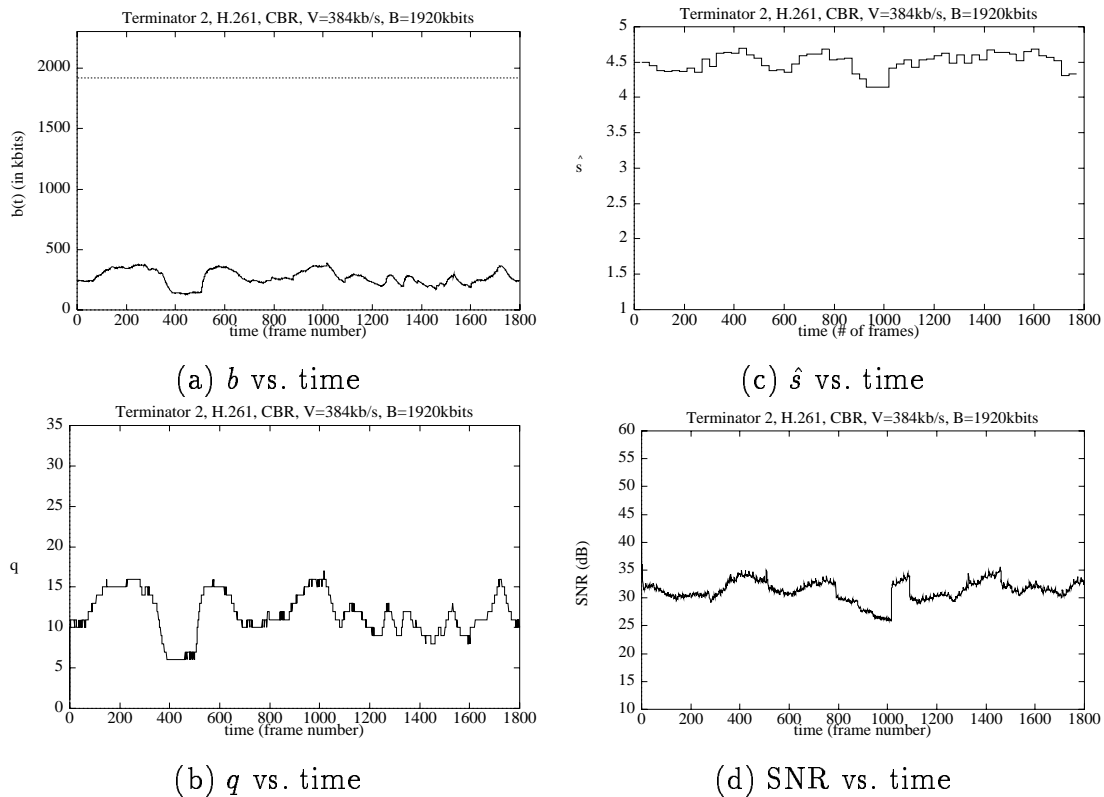 Terminator 2, H.261, CBR, V=384kb/s, B=1920kbits
2000
1500
1000
500
0
b(t) (in kbits)
0 200 400 600 800 1000 1200 1400 1600 1800
time (frame number)
(a) b vs. time
Terminator 2, H.261, CBR, V=384kb/s, B=1920kbits
5
4.5
4
3.5
3
2.5
2
1.5
1
ŝ
0 200 400 600 800 1000 1200 1400 1600 1800
time (# of frames)
(c) ŝ vs. time
Terminator 2, H.261, CBR, V=384kb/s, B=1920kbits
35
30
25
20
15
10
5
0
q
0 200 400 600 800 1000 1200 1400 1600 1800
time (frame number)
(b) q vs. time
Terminator 2, H.261, CBR, V=384kb/s, B=1920kbits
60
55
50
45
40
35
30
25
20
15
10
SNR (dB)
0 200 400 600 800 1000 1200 1400 1600 1800
time (frame number)
(d) SNR vs. time